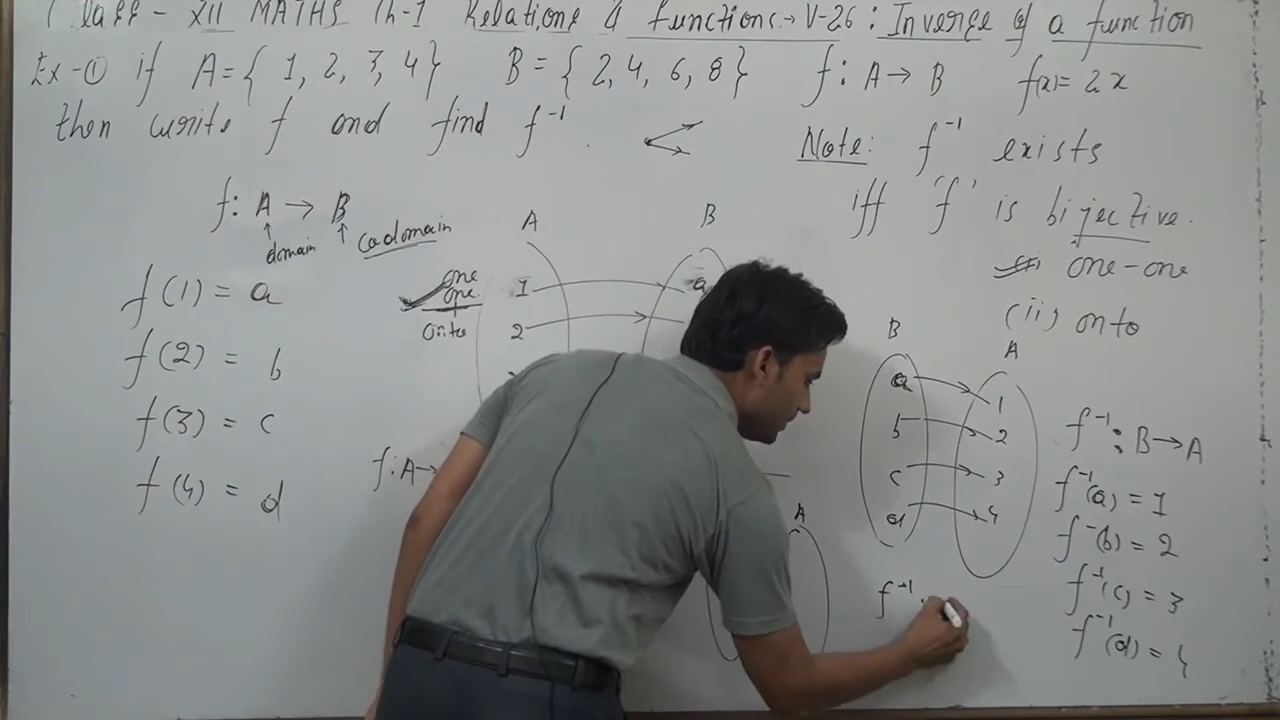 Class - XII MATHS Ch-1 Relations & functions → V-26 : Inverse of a function
Ex-① if A = { 1, 2, 3, 4 } B = { 2, 4, 6, 8 } f : A → B f(x) = 2x
then write f and find f⁻¹.
Note: f⁻¹ exists
iff 'f' is bijective.
(i) one-one
(ii) onto
f : A → B
domain
codomain
f(1) = a
f(2) = b
f(3) = c
f(4) = d
one
one
onto
A B
1 a
2
f : A →
A
B A
a 1
b 2
c 3
d 4
f⁻¹ :
f⁻¹ : B → A
f⁻¹(a) = 1
f⁻(b) = 2
f⁻¹(c) = 3
f⁻¹(d) = 4